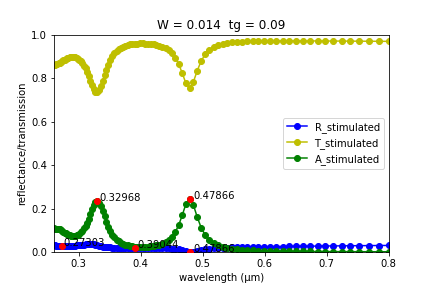 W = 0.014  tg = 0.09
reflectance/transmission
1.0
0.8
0.6
0.4
0.2
0.0
R_stimulated
T_stimulated
A_stimulated
0.32968
0.47866
0.39044
0.3
0.4
0.5
0.6
0.7
0.8
wavelength (μm)